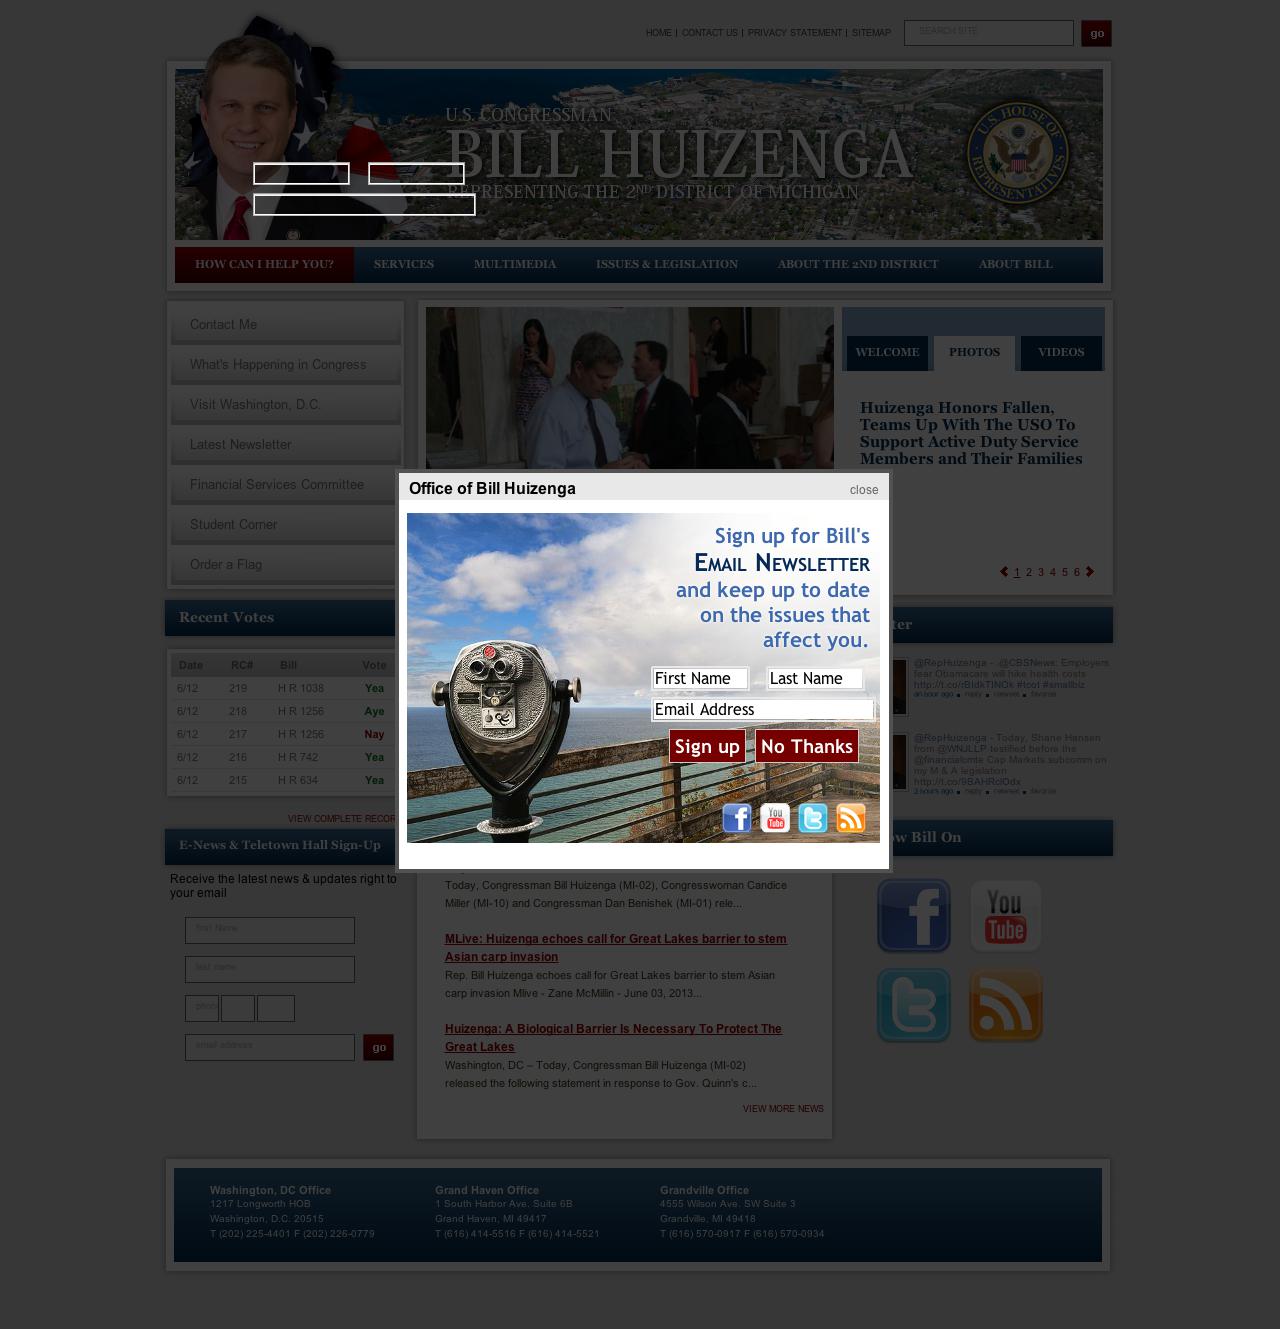 HOME | CONTACT US | PRIVACY STATEMENT | SITEMAP
SEARCH SITE
go
U.S. CONGRESSMAN
BILL HUIZENGA
REPRESENTING THE 2ND DISTRICT OF MICHIGAN
U.S. HOUSE OF REPRESENTATIVES
HOW CAN I HELP YOU?
SERVICES
MULTIMEDIA
ISSUES & LEGISLATION
ABOUT THE 2ND DISTRICT
ABOUT BILL
Contact Me
What's Happening in Congress
Visit Washington, D.C.
Latest Newsletter
Financial Services Committee
Student Corner
Order a Flag
WELCOME
PHOTOS
VIDEOS
Huizenga Honors Fallen,
Teams Up With The USO To
Support Active Duty Service
Members and Their Families
1 2 3 4 5 6
Office of Bill Huizenga
close
Sign up for Bill's
EMAIL NEWSLETTER
and keep up to date
on the issues that
affect you.
First Name
Last Name
Email Address
Sign up
No Thanks
You Tube
Recent Votes
Date RC# Bill Vote
6/12 219 H R 1038 Yea
6/12 218 H R 1256 Aye
6/12 217 H R 1256 Nay
6/12 216 H R 742 Yea
6/12 215 H R 634 Yea
VIEW COMPLETE RECOR
E-News & Teletown Hall Sign-Up
Receive the latest news & updates right to
your email
first Name
last name
phone
email address
go
ter
@RepHuizenga - .@CBSNews: Employers
fear Obamacare will hike health costs
http://t.co/rBIdkTINOk #tcot #smallbiz
an hour ago reply retweet favorite
@RepHuizenga - Today, Shane Hansen
from @WNJLLP testified before the
@financialcmte Cap Markets subcomm on
my M & A legislation
http://t.co/9BAHRclOdx
2 hours ago reply retweet favorite
ow Bill On
You Tube
Today, Congressman Bill Huizenga (MI-02), Congresswoman Candice
Miller (MI-10) and Congressman Dan Benishek (MI-01) rele...
MLive: Huizenga echoes call for Great Lakes barrier to stem
Asian carp invasion
Rep. Bill Huizenga echoes call for Great Lakes barrier to stem Asian
carp invasion Mlive - Zane McMillin - June 03, 2013...
Huizenga: A Biological Barrier Is Necessary To Protect The
Great Lakes
Washington, DC – Today, Congressman Bill Huizenga (MI-02)
released the following statement in response to Gov. Quinn's c...
VIEW MORE NEWS
Washington, DC Office
1217 Longworth HOB
Washington, D.C. 20515
T (202) 225-4401 F (202) 226-0779
Grand Haven Office
1 South Harbor Ave. Suite 6B
Grand Haven, MI 49417
T (616) 414-5516 F (616) 414-5521
Grandville Office
4555 Wilson Ave. SW Suite 3
Grandville, MI 49418
T (616) 570-0917 F (616) 570-0934